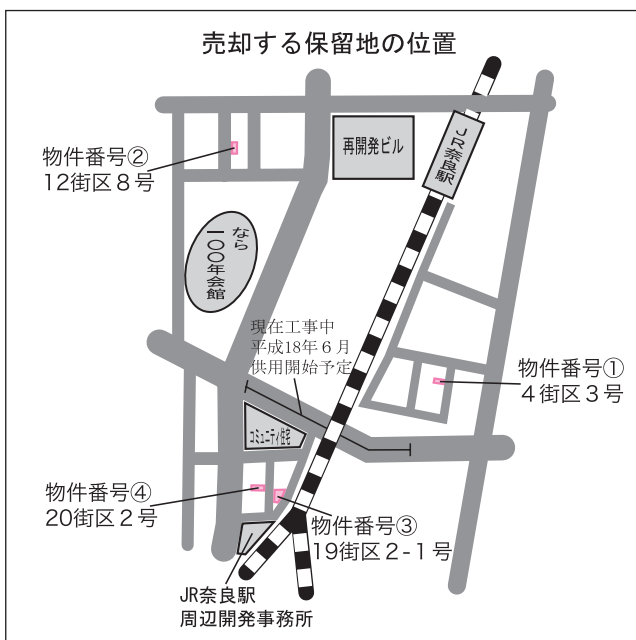 売却する保留地の位置
再開発ビル
JR奈良駅
物件番号②
12街区8号
なら
一〇〇年会館
現在工事中
平成18年6月
供用開始予定
物件番号①
4街区3号
コミュニティ住宅
物件番号④
20街区2号
物件番号③
19街区2-1号
JR奈良駅
周辺開発事務所